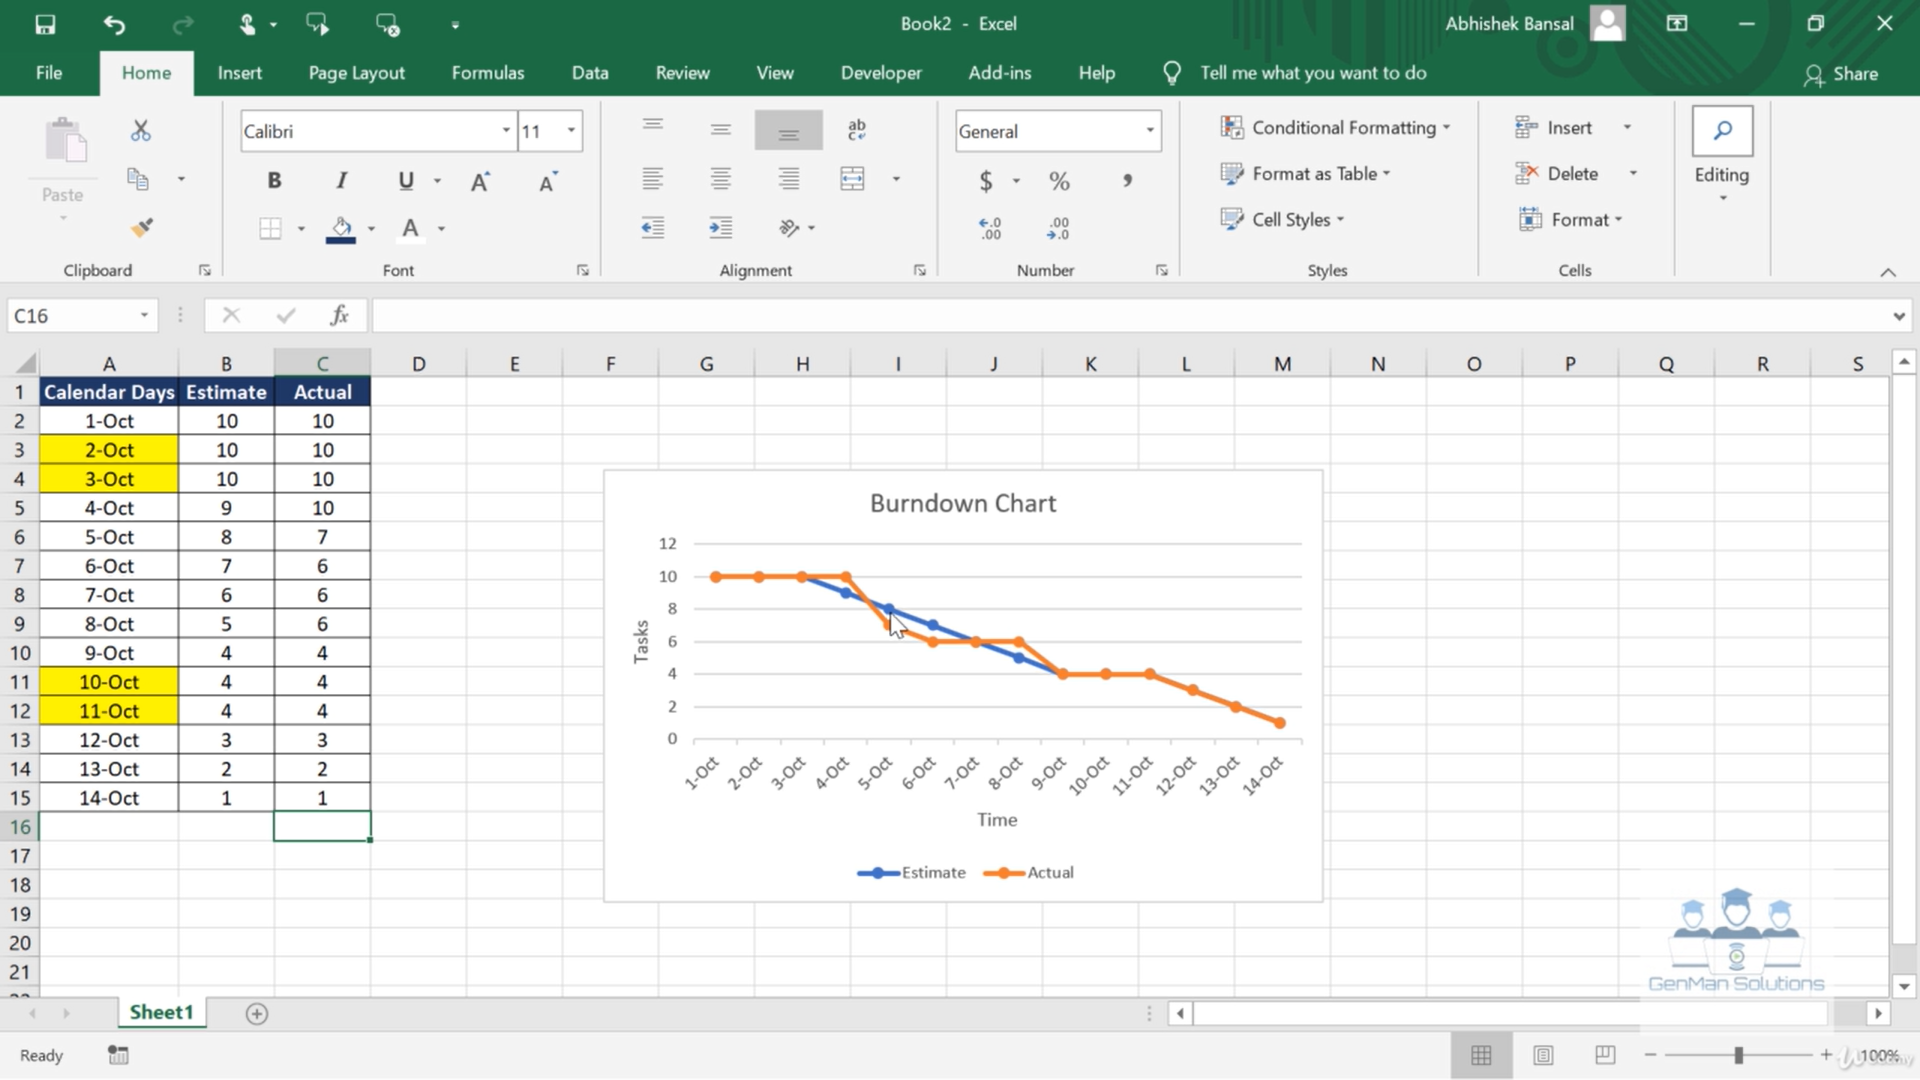 Book2 - Excel
Abhishek Bansal
File Home Insert Page Layout Formulas Data Review View Developer Add-ins Help Tell me what you want to do Share
Paste
Calibri 11
B I U A A
A
ab
General
$ % ,
.0 .00
.00 .0
Conditional Formatting
Format as Table
Cell Styles
Insert
Delete
Format
Editing
Clipboard Font Alignment Number Styles Cells
C16 fx
A B C D E F G H I J K L M N O P Q R S
1 Calendar Days Estimate Actual
2 1-Oct 10 10
3 2-Oct 10 10
4 3-Oct 10 10
5 4-Oct 9 10
6 5-Oct 8 7
7 6-Oct 7 6
8 7-Oct 6 6
9 8-Oct 5 6
10 9-Oct 4 4
11 10-Oct 4 4
12 11-Oct 4 4
13 12-Oct 3 3
14 13-Oct 2 2
15 14-Oct 1 1
16
17
18
19
20
21
Burndown Chart
12
10
8
6
4
2
0
Tasks
1-Oct 2-Oct 3-Oct 4-Oct 5-Oct 6-Oct 7-Oct 8-Oct 9-Oct 10-Oct 11-Oct 12-Oct 13-Oct 14-Oct
Time
Estimate Actual
GenMan Solutions
Sheet1
Ready
100%